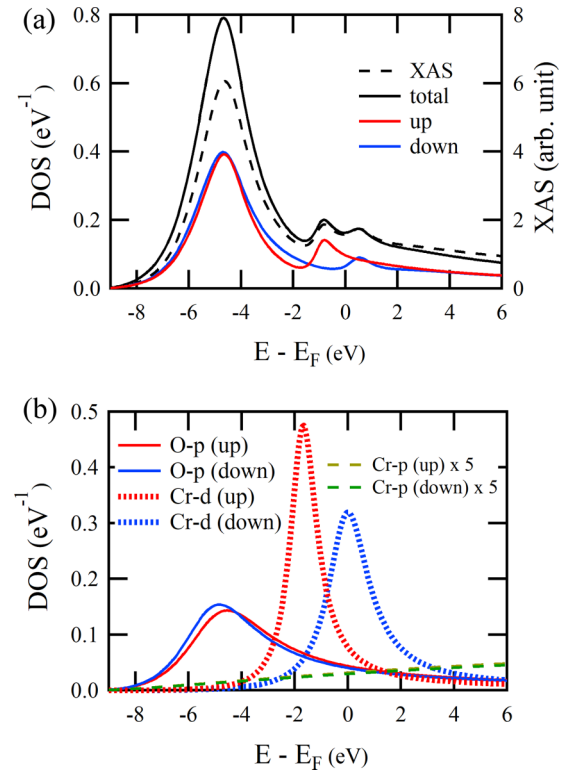 (a)
0.8
0.6
0.4
0.2
0.0
DOS (eV-1)
8
6
4
2
0
XAS (arb. unit)
XAS
total
up
down
-8 -6 -4 -2 0 2 4 6
E - EF (eV)
(b)
0.5
0.4
0.3
0.2
0.1
0.0
DOS (eV-1)
O-p (up)
O-p (down)
Cr-d (up)
Cr-d (down)
Cr-p (up) x 5
Cr-p (down) x 5
-8 -6 -4 -2 0 2 4 6
E - EF (eV)